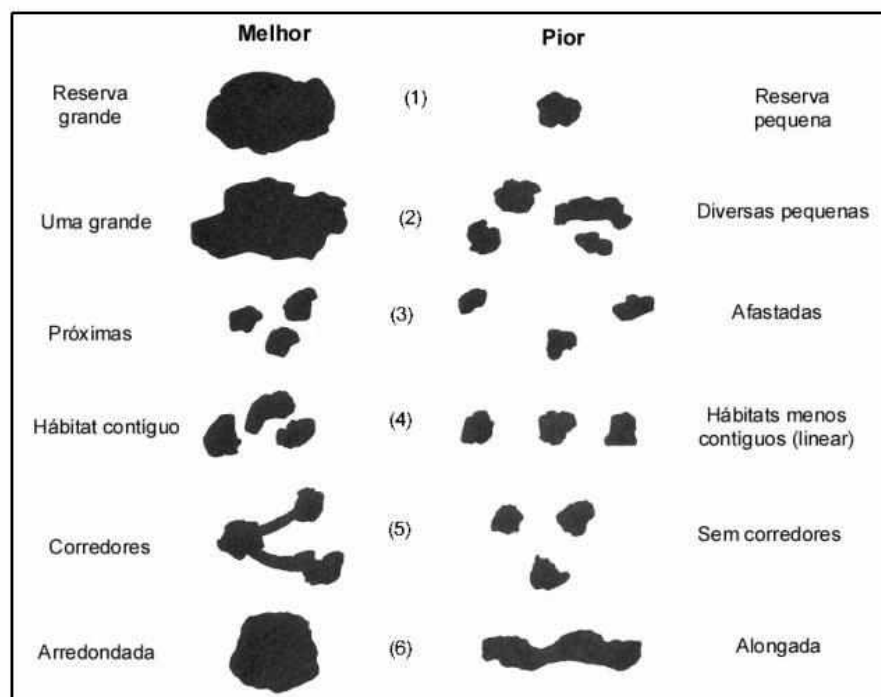 Melhor
Pior
Reserva
grande
(1)
Reserva
pequena
Uma grande
(2)
Diversas pequenas
Próximas
(3)
Afastadas
Hábitat contíguo
(4)
Hábitats menos
contiguos (linear)
Corredores
(5)
Sem corredores
Arredondada
(6)
Alongada